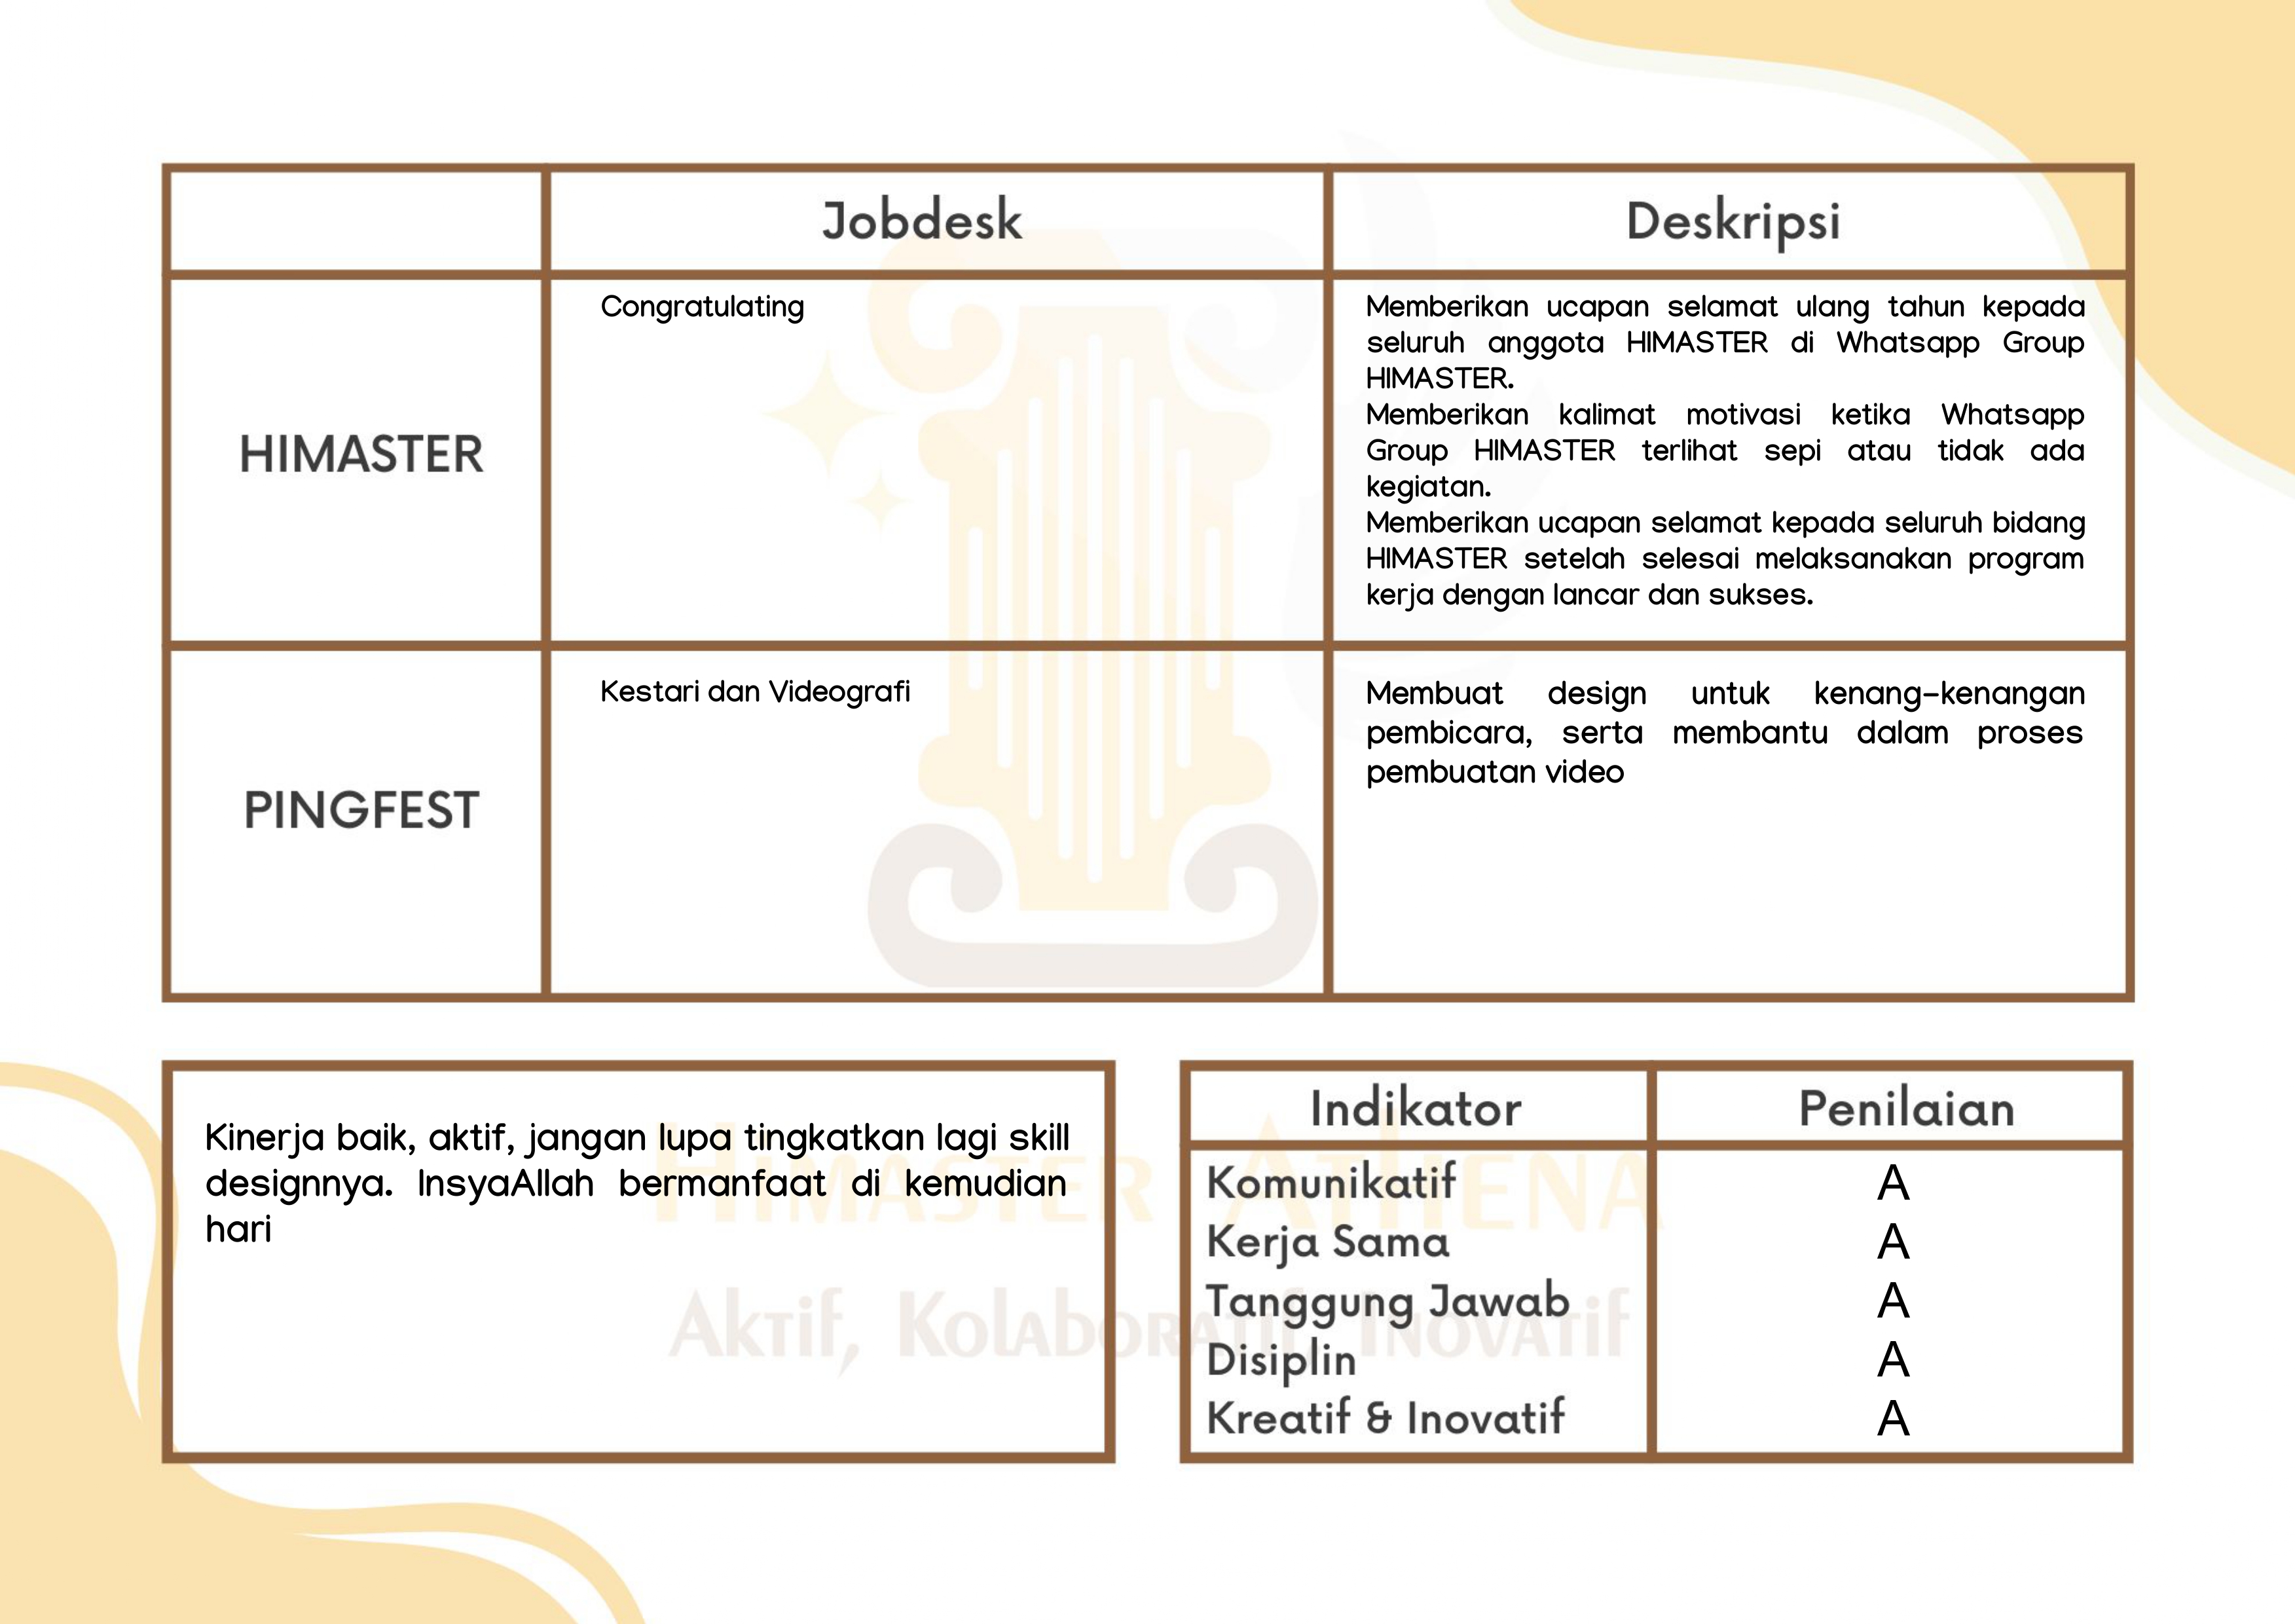 Jobdesk
Deskripsi
HIMASTER
Congratulating
Memberikan ucapan selamat ulang tahun kepada
seluruh anggota HIMASTER di Whatsapp Group
HIMASTER.
Memberikan kalimat motivasi ketika Whatsapp
Group HIMASTER terlihat sepi atau tidak ada
kegiatan.
Memberikan ucapan selamat kepada seluruh bidang
HIMASTER setelah selesai melaksanakan program
kerja dengan lancar dan sukses.
PINGFEST
Kestari dan Videografi
Membuat design untuk kenang-kenangan
pembicara, serta membantu dalam proses
pembuatan video
Kinerja baik, aktif, jangan lupa tingkatkan lagi skill
designnya. InsyaAllah bermanfaat di kemudian
hari
Indikator
Penilaian
Komunikatif A
Kerja Sama A
Tanggung Jawab A
Disiplin A
Kreatif & Inovatif A
HIMASTER ATHENA
Aktif, Kolaboratif, Inovatif